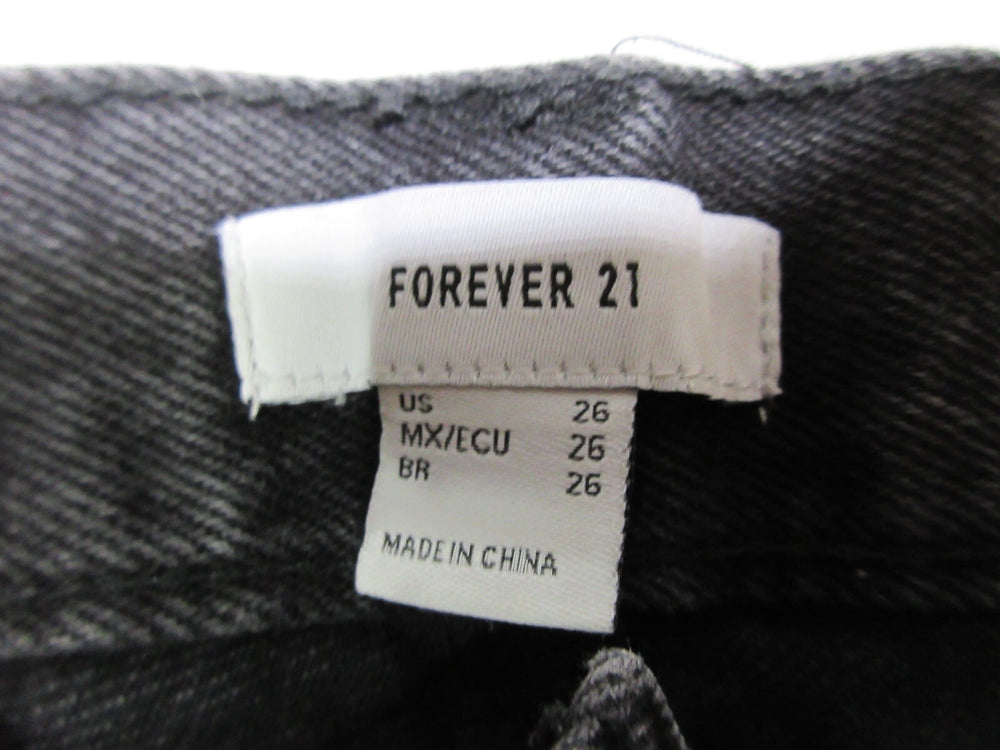 FOREVER 21
US 26
MX/ECU 26
BR 26
MADE IN CHINA